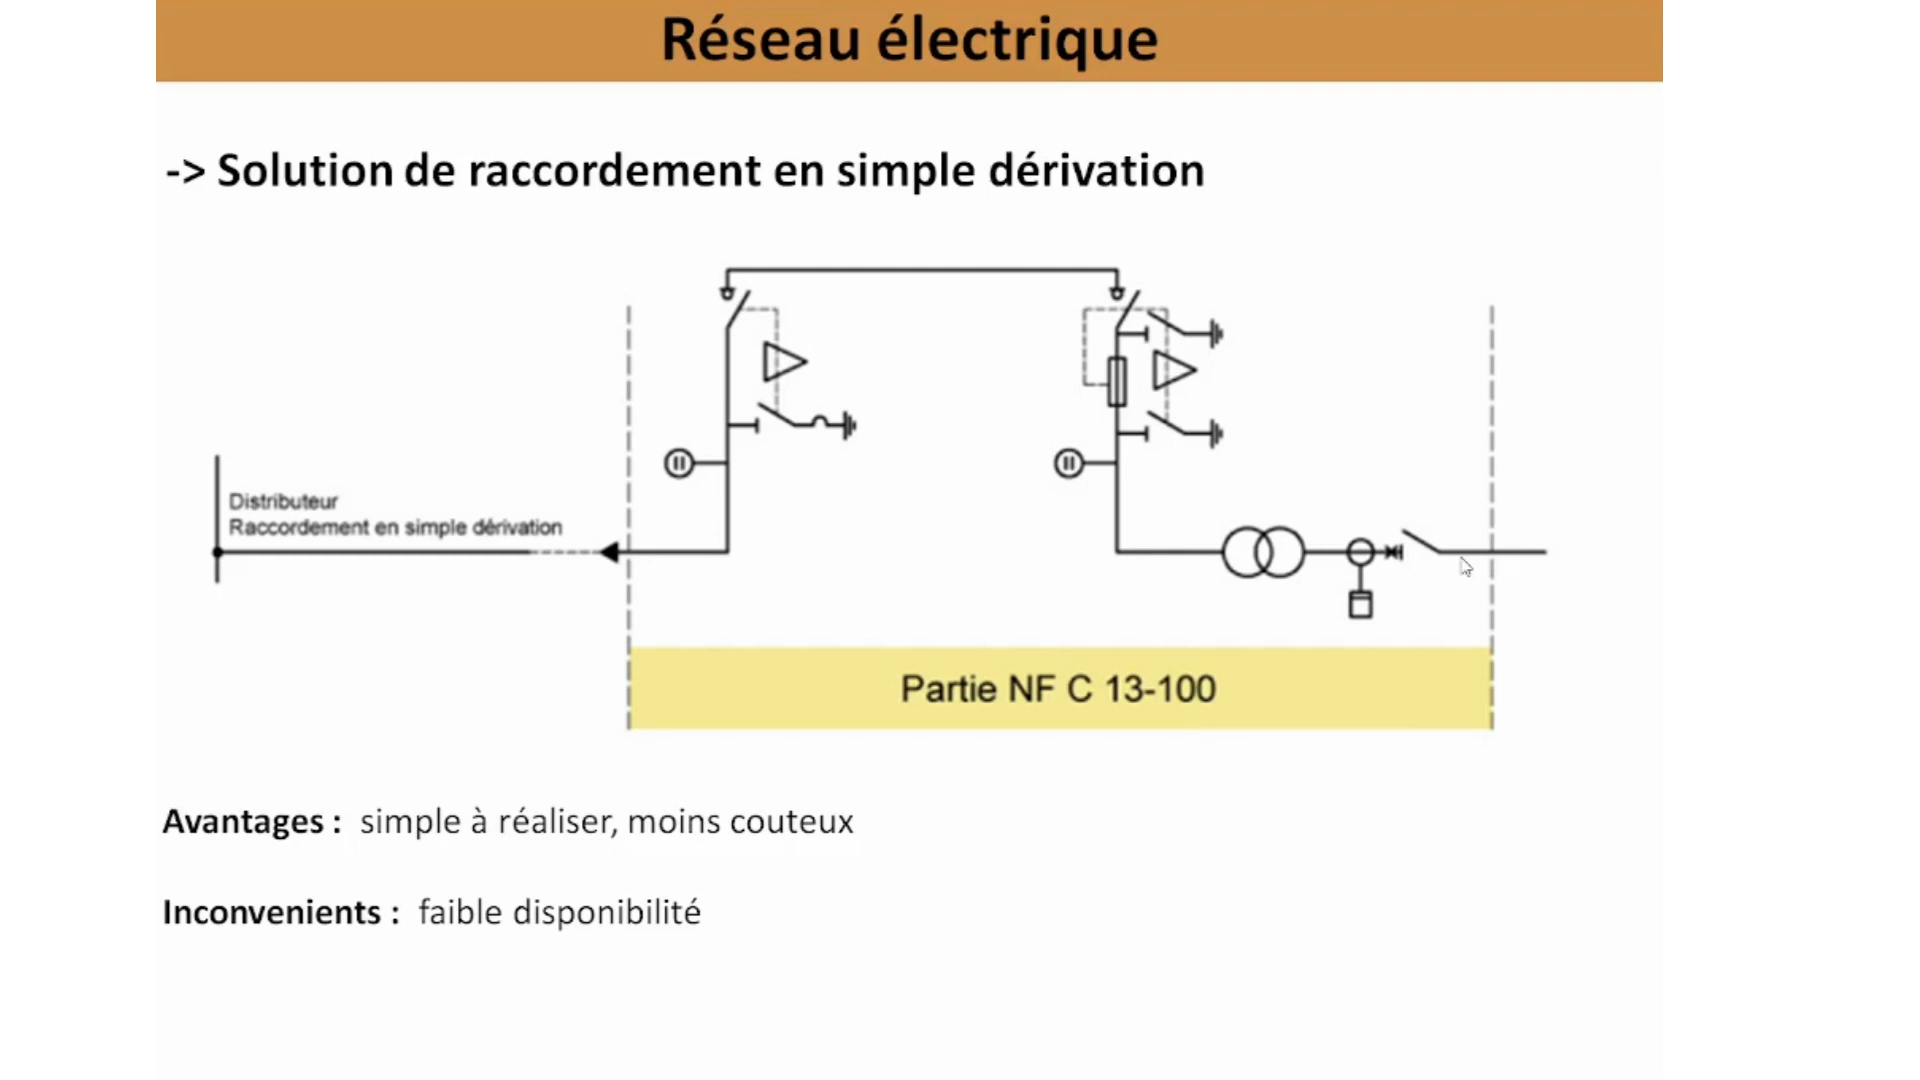 Réseau électrique
-> Solution de raccordement en simple dérivation
Distributeur
Raccordement en simple dérivation
Partie NF C 13-100
Avantages : simple à réaliser, moins couteux
Inconvenients : faible disponibilité